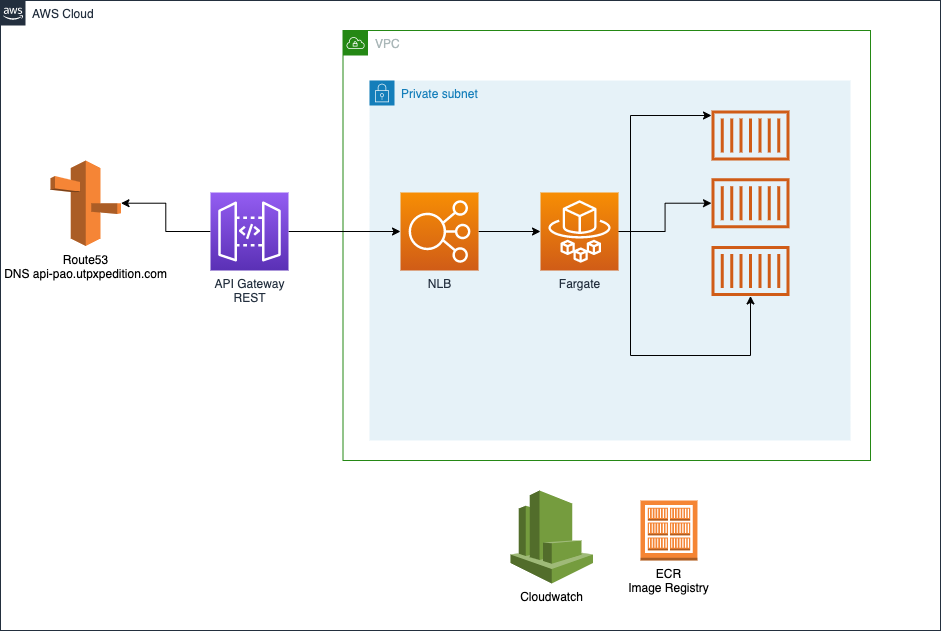 aws
AWS Cloud
VPC
Private subnet
Route53
DNS api-pao.utpxpedition.com
</>
API Gateway
REST
NLB
Fargate
Cloudwatch
ECR
Image Registry